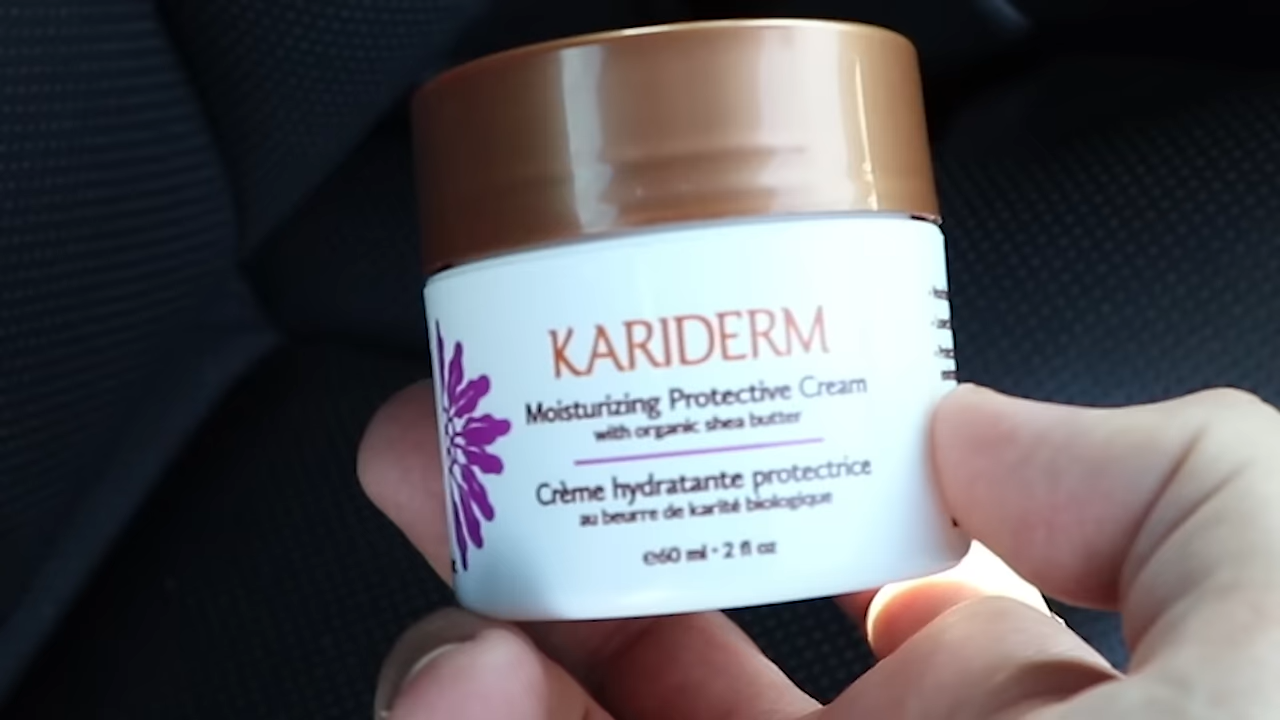 KARIDERM
Moisturizing Protective Cream
with organic shea butter
Crème hydratante protectrice
au beurre de karité biologique
℮60 ml • 2 fl oz